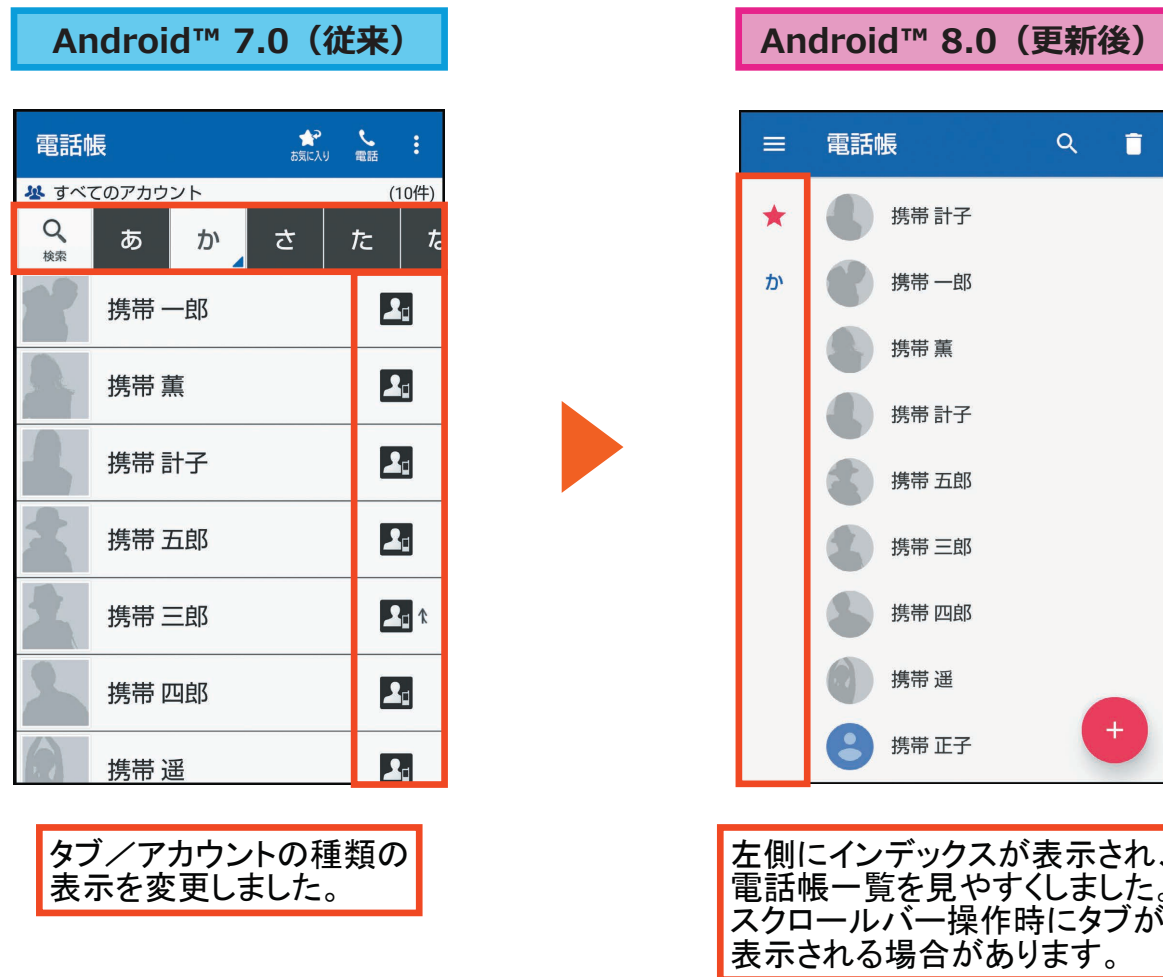 Android™ 7.0（従来）
電話帳
お気に入り
電話
すべてのアカウント
(10件)
検索
あ
か
さ
た
な
携帯 一郎
携帯 薫
携帯 計子
携帯 五郎
携帯 三郎
携帯 四郎
携帯 遥
タブ／アカウントの種類の
表示を変更しました。
Android™ 8.0（更新後）
電話帳
か
携帯 計子
携帯 一郎
携帯 薫
携帯 計子
携帯 五郎
携帯 三郎
携帯 四郎
携帯 遥
携帯 正子
左側にインデックスが表示され、
電話帳一覧を見やすくしました。
スクロールバー操作時にタブが
表示される場合があります。